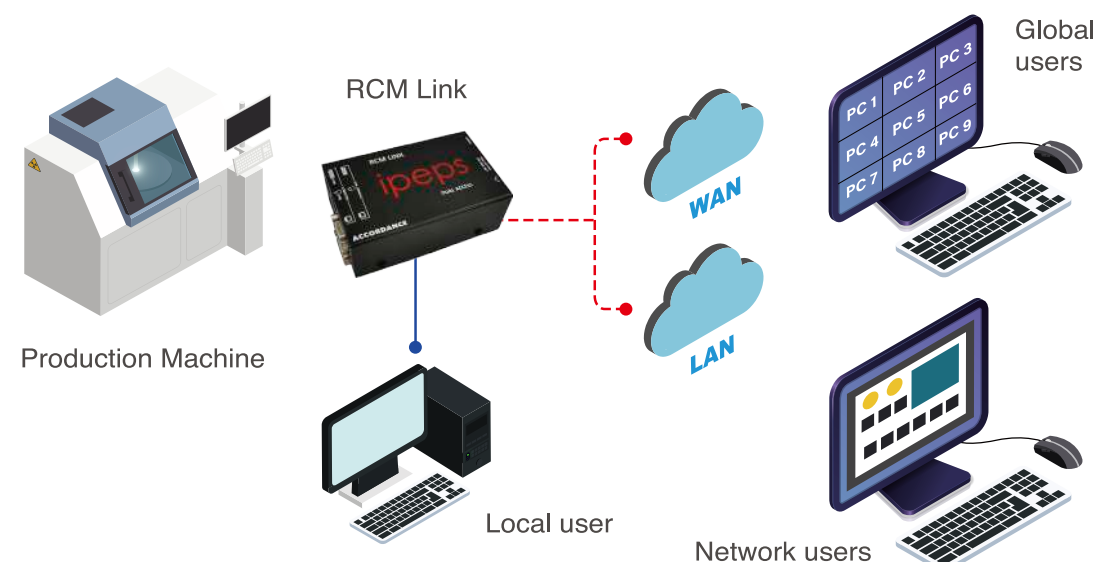 Global
users
RCM Link
PC 1 PC 2 PC 3
PC 4 PC 5 PC 6
PC 7 PC 8 PC 9
RCM LINK
ipeps
DUAL ACCESS
ACCORDANCE
WAN
LAN
Production Machine
Local user
Network users